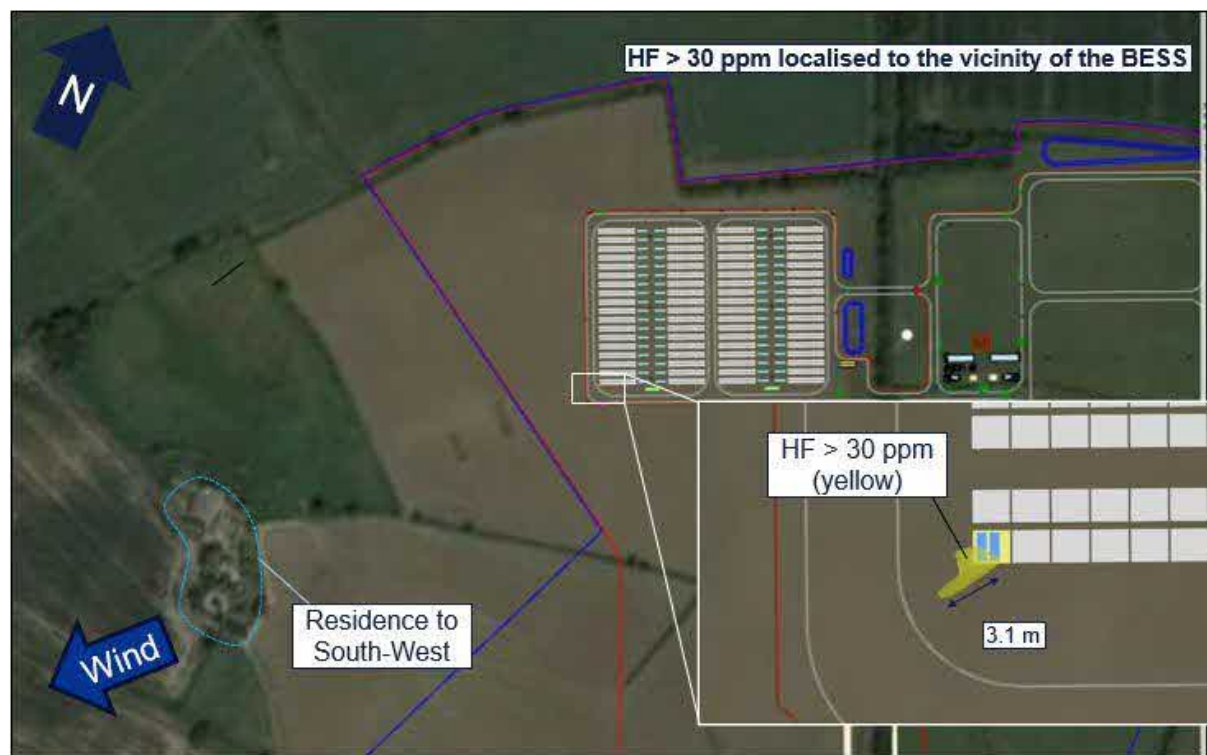 N
HF > 30 ppm localised to the vicinity of the BESS
HF > 30 ppm
(yellow)
3.1 m
Residence to
South-West
Wind